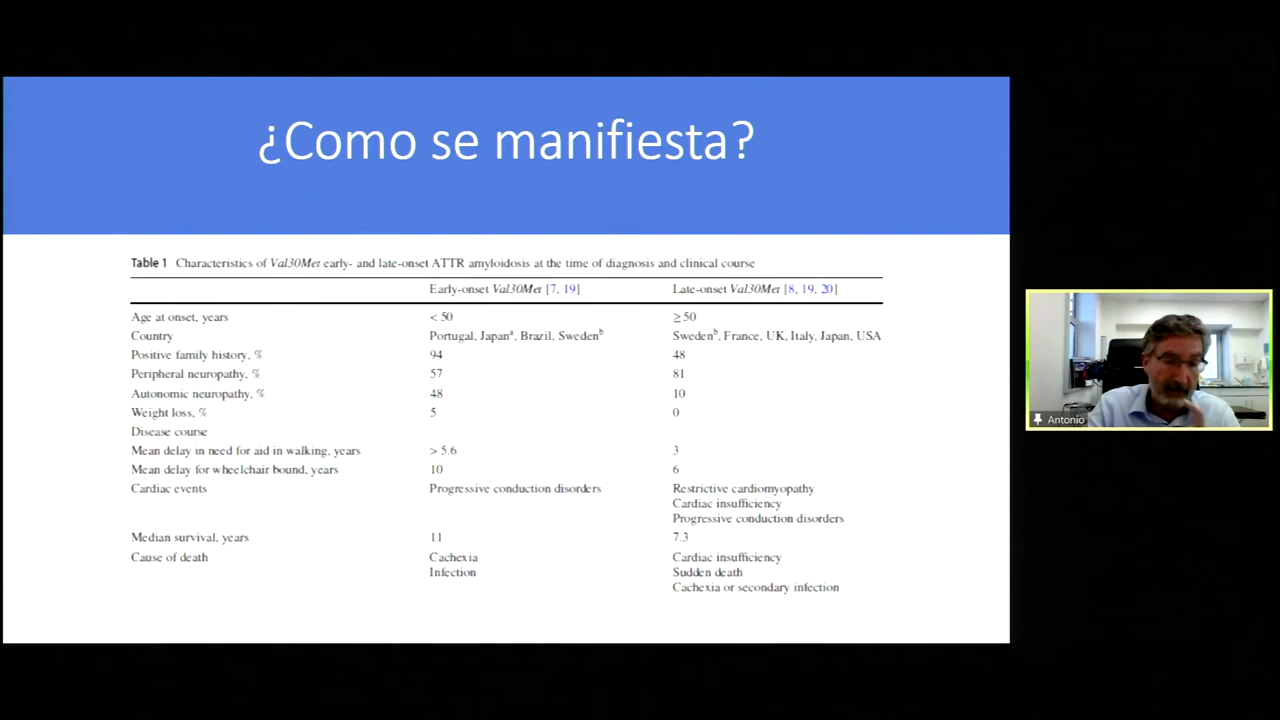 ¿Como se manifiesta?
Table 1 Characteristics of Val30Met early- and late-onset ATTR amyloidosis at the time of diagnosis and clinical course
Early-onset Val30Met [7, 19] Late-onset Val30Met [8, 19, 20]
Age at onset, years < 50 ≥ 50
Country Portugal, Japanᵃ, Brazil, Swedenᵇ Swedenᵇ, France, UK, Italy, Japan, USA
Positive family history, % 94 48
Peripheral neuropathy, % 57 81
Autonomic neuropathy, % 48 10
Weight loss, % 5 0
Disease course
Mean delay in need for aid in walking, years > 5.6 3
Mean delay for wheelchair bound, years 10 6
Cardiac events Progressive conduction disorders Restrictive cardiomyopathy
Cardiac insufficiency
Progressive conduction disorders
Median survival, years 11 7.3
Cause of death Cachexia Cardiac insufficiency
Infection Sudden death
Cachexia or secondary infection
Antonio